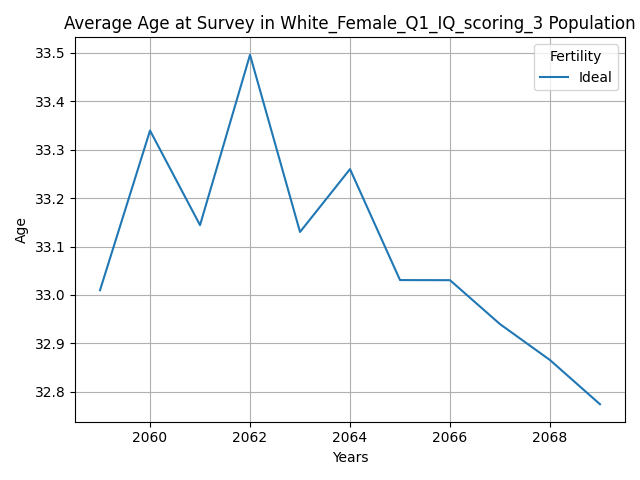 Average Age at Survey in White_Female_Q1_IQ_scoring_3 Population
Fertility
Ideal
33.5
33.4
33.3
33.2
33.1
33.0
32.9
32.8
Age
2060
2062
2064
2066
2068
Years